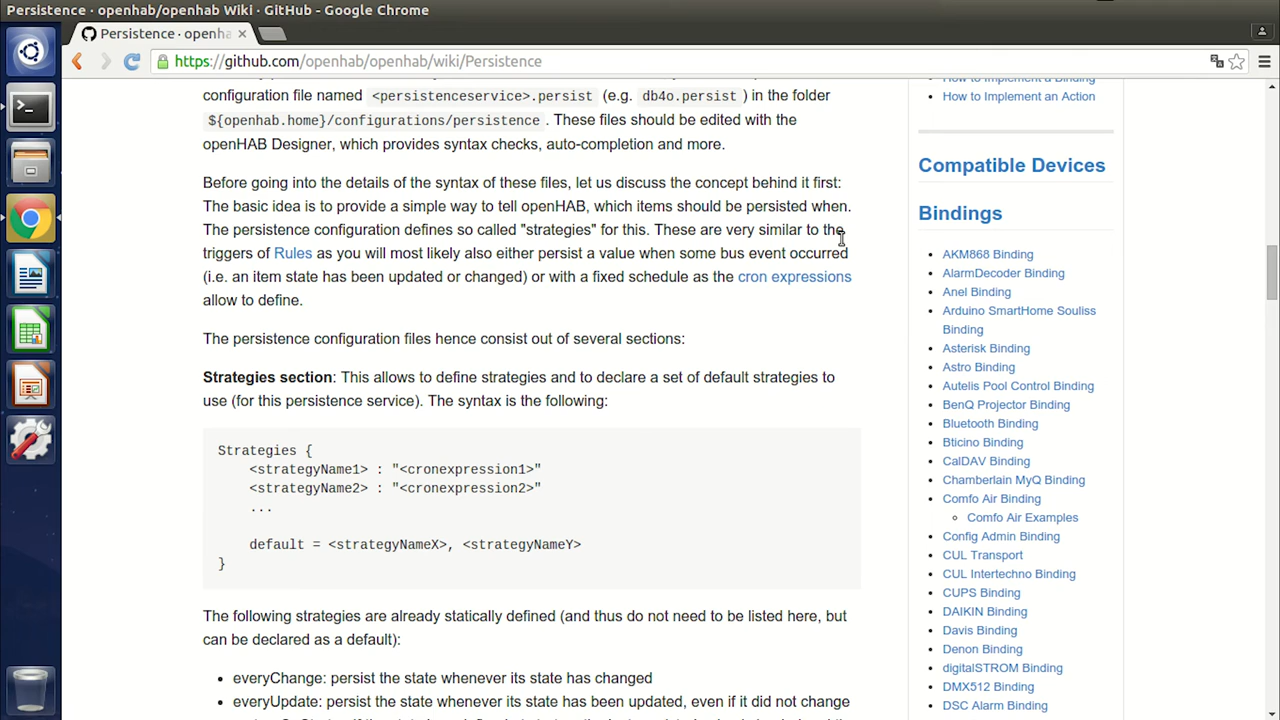 Persistence · openhab/openhab Wiki · GitHub - Google Chrome
Persistence · openha
https://github.com/openhab/openhab/wiki/Persistence
configuration file named <persistenceservice>.persist (e.g. db4o.persist ) in the folder
${openhab.home}/configurations/persistence . These files should be edited with the
openHAB Designer, which provides syntax checks, auto-completion and more.
Before going into the details of the syntax of these files, let us discuss the concept behind it first:
The basic idea is to provide a simple way to tell openHAB, which items should be persisted when.
The persistence configuration defines so called "strategies" for this. These are very similar to the
triggers of Rules as you will most likely also either persist a value when some bus event occurred
(i.e. an item state has been updated or changed) or with a fixed schedule as the cron expressions
allow to define.
The persistence configuration files hence consist out of several sections:
Strategies section: This allows to define strategies and to declare a set of default strategies to
use (for this persistence service). The syntax is the following:
Strategies {
<strategyName1> : "<cronexpression1>"
<strategyName2> : "<cronexpression2>"
...
default = <strategyNameX>, <strategyNameY>
}
The following strategies are already statically defined (and thus do not need to be listed here, but
can be declared as a default):
everyChange: persist the state whenever its state has changed
everyUpdate: persist the state whenever its state has been updated, even if it did not change
How to Implement a Binding
How to Implement an Action
Compatible Devices
Bindings
AKM868 Binding
AlarmDecoder Binding
Anel Binding
Arduino SmartHome Souliss
Binding
Asterisk Binding
Astro Binding
Autelis Pool Control Binding
BenQ Projector Binding
Bluetooth Binding
Bticino Binding
CalDAV Binding
Chamberlain MyQ Binding
Comfo Air Binding
Comfo Air Examples
Config Admin Binding
CUL Transport
CUL Intertechno Binding
CUPS Binding
DAIKIN Binding
Davis Binding
Denon Binding
digitalSTROM Binding
DMX512 Binding
DSC Alarm Binding